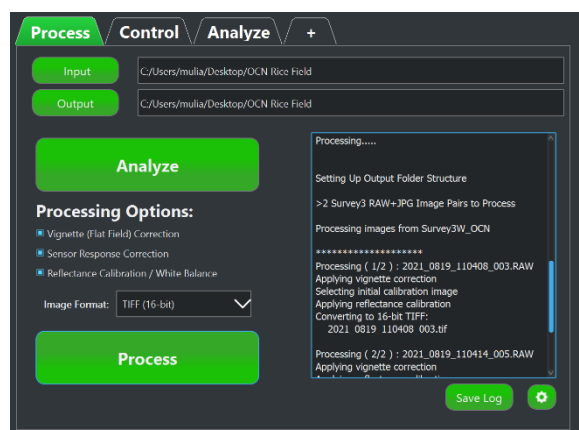 Process Control Analyze +
Input C:/Users/mulia/Desktop/OCN Rice Field
Output C:/Users/mulia/Desktop/OCN Rice Field
Analyze
Processing Options:
Vignette (Flat Field) Correction
Sensor Response Correction
Reflectance Calibration / White Balance
Image Format: TIFF (16-bit)
Process
Processing.....
Setting Up Output Folder Structure
>2 Survey3 RAW+JPG Image Pairs to Process
Processing images from Survey3W_OCN
********************
Processing ( 1/2 ) : 2021_0819_110408_003.RAW
Applying vignette correction
Selecting initial calibration image
Applying reflectance calibration
Converting to 16-bit TIFF:
2021_0819_110408_003.tif
Processing ( 2/2 ) : 2021_0819_110414_005.RAW
Applying vignette correction
Save Log